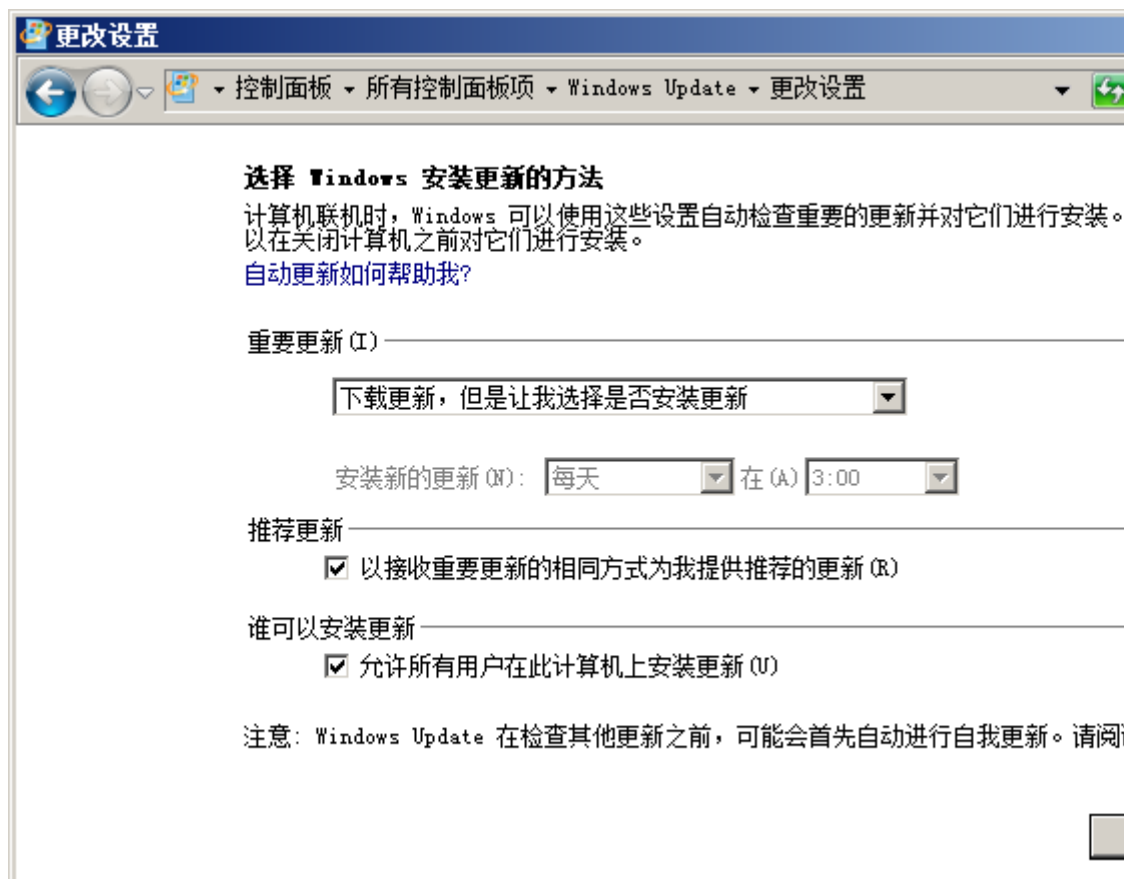 更改设置
控制面板 所有控制面板项 Windows Update 更改设置
选择 Windows 安装更新的方法
计算机联机时，Windows 可以使用这些设置自动检查重要的更新并对它们进行安装。
以在关闭计算机之前对它们进行安装。
自动更新如何帮助我?
重要更新(I)
下载更新，但是让我选择是否安装更新
安装新的更新(N): 每天 在(A) 3:00
推荐更新
以接收重要更新的相同方式为我提供推荐的更新(R)
谁可以安装更新
允许所有用户在此计算机上安装更新(U)
注意: Windows Update 在检查其他更新之前，可能会首先自动进行自我更新。请阅